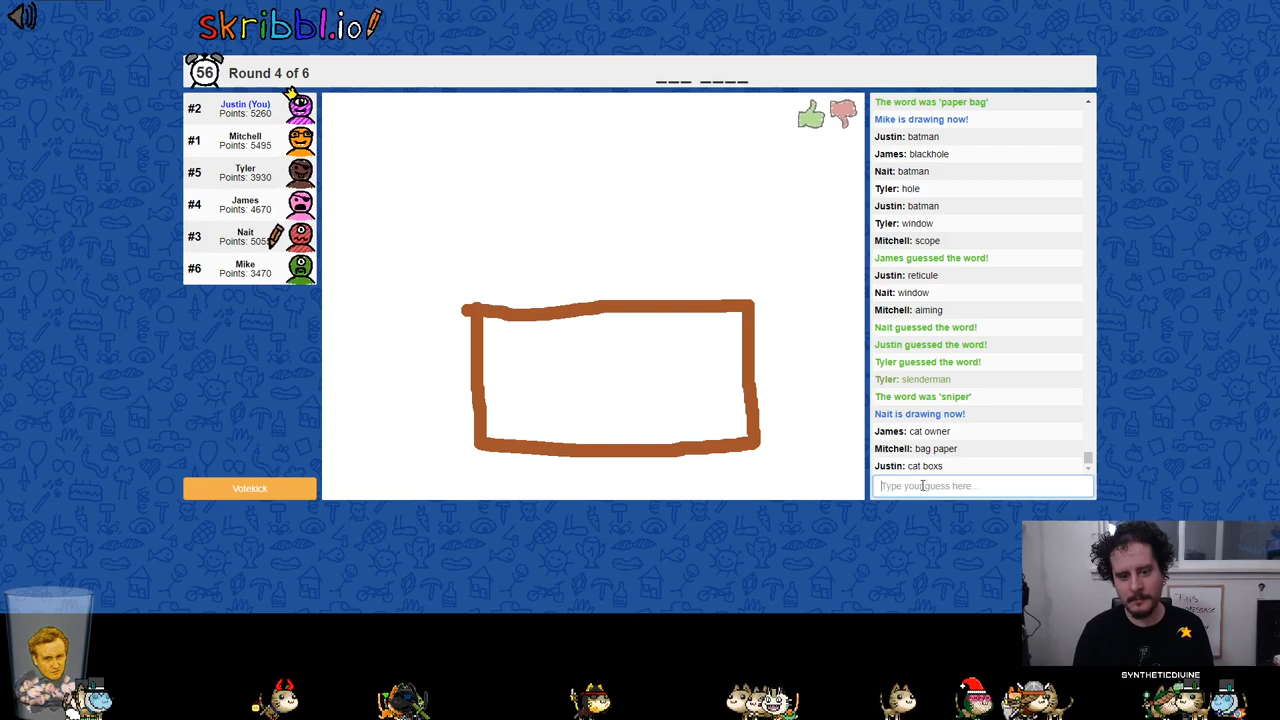 skribbl.io
56
Round 4 of 6
___ ____
#2 Justin (You)
Points: 5260
#1 Mitchell
Points: 5495
#5 Tyler
Points: 3930
#4 James
Points: 4670
#3 Nait
#6 Mike
Points: 3470
Votekick
The word was 'paper bag'
Mike is drawing now!
Justin: batman
James: blackhole
Nait: batman
Tyler: hole
Justin: batman
Tyler: window
Mitchell: scope
James guessed the word!
Justin: reticule
Nait: window
Mitchell: aiming
Nait guessed the word!
Justin guessed the word!
Tyler guessed the word!
Tyler: slenderman
The word was 'sniper'
Nait is drawing now!
James: cat owner
Mitchell: bag paper
Justin: cat boxs
Type your guess here...
MESSAGE
SYNTHETICDIVINE